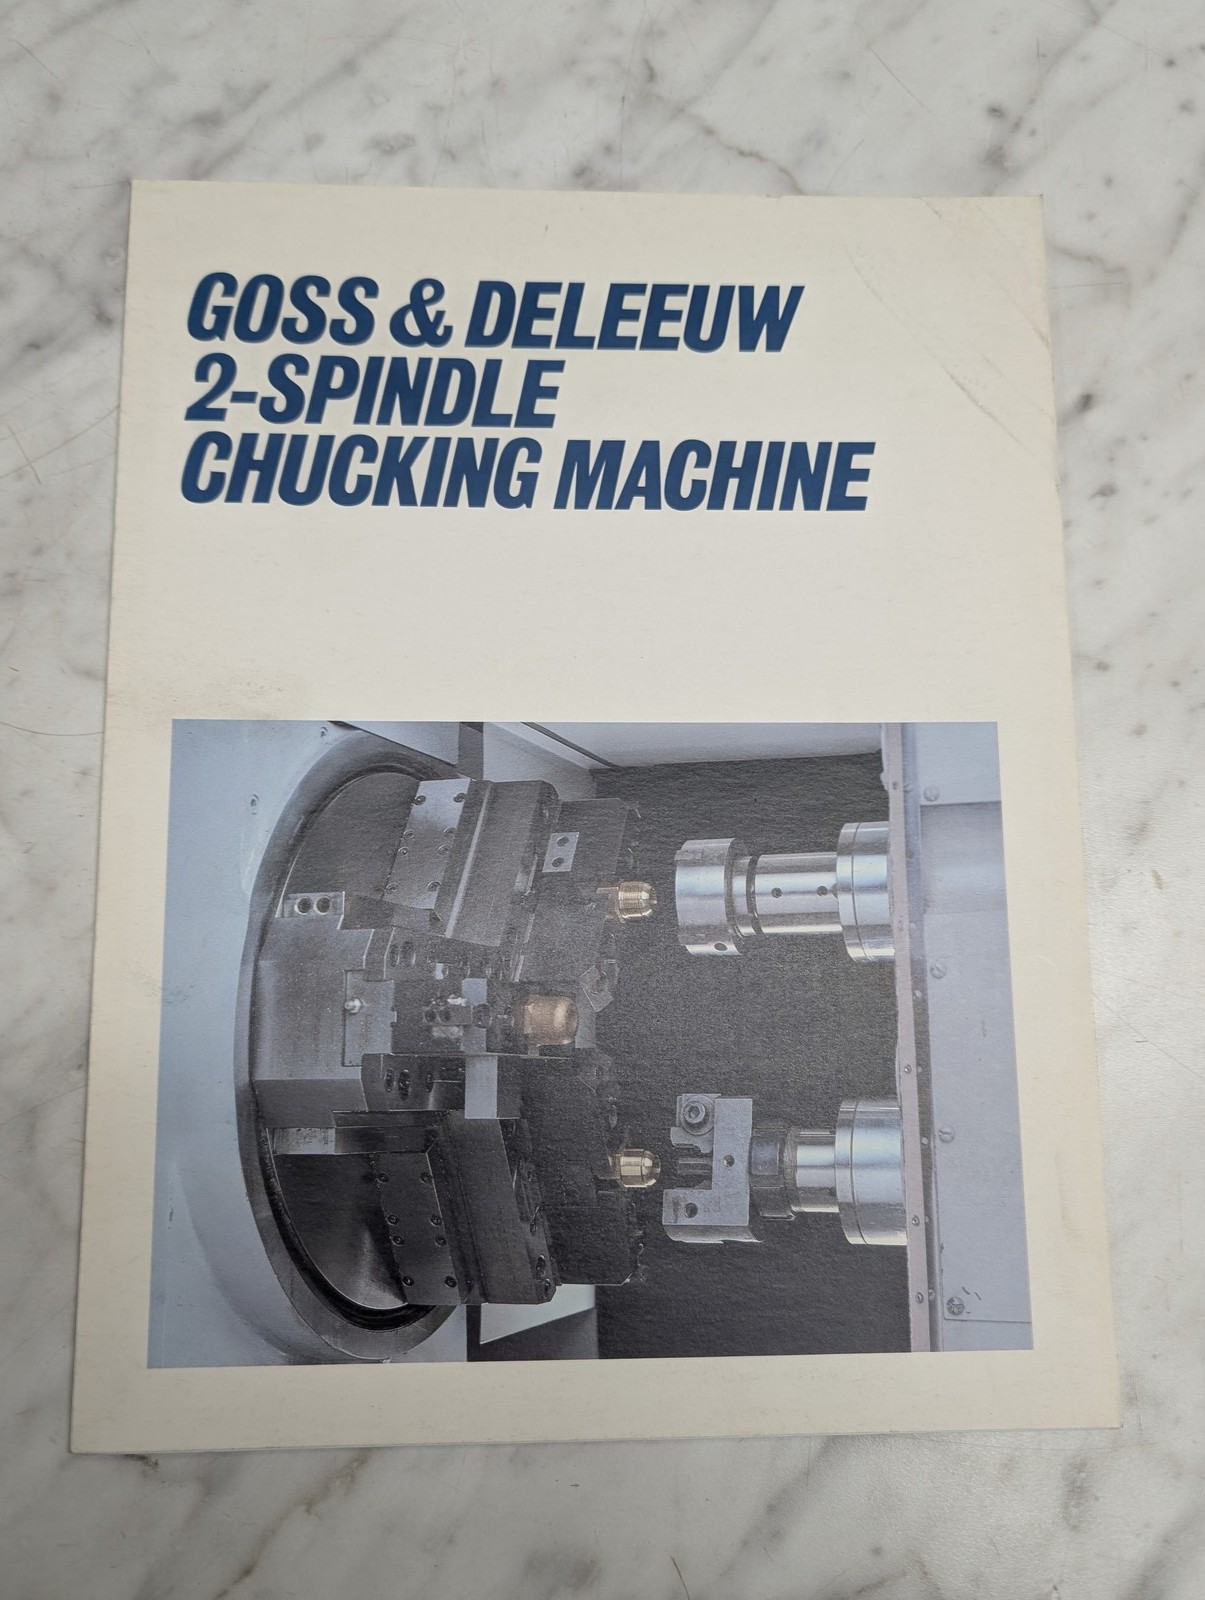 GOSS & DELEEUW
2-SPINDLE
CHUCKING MACHINE